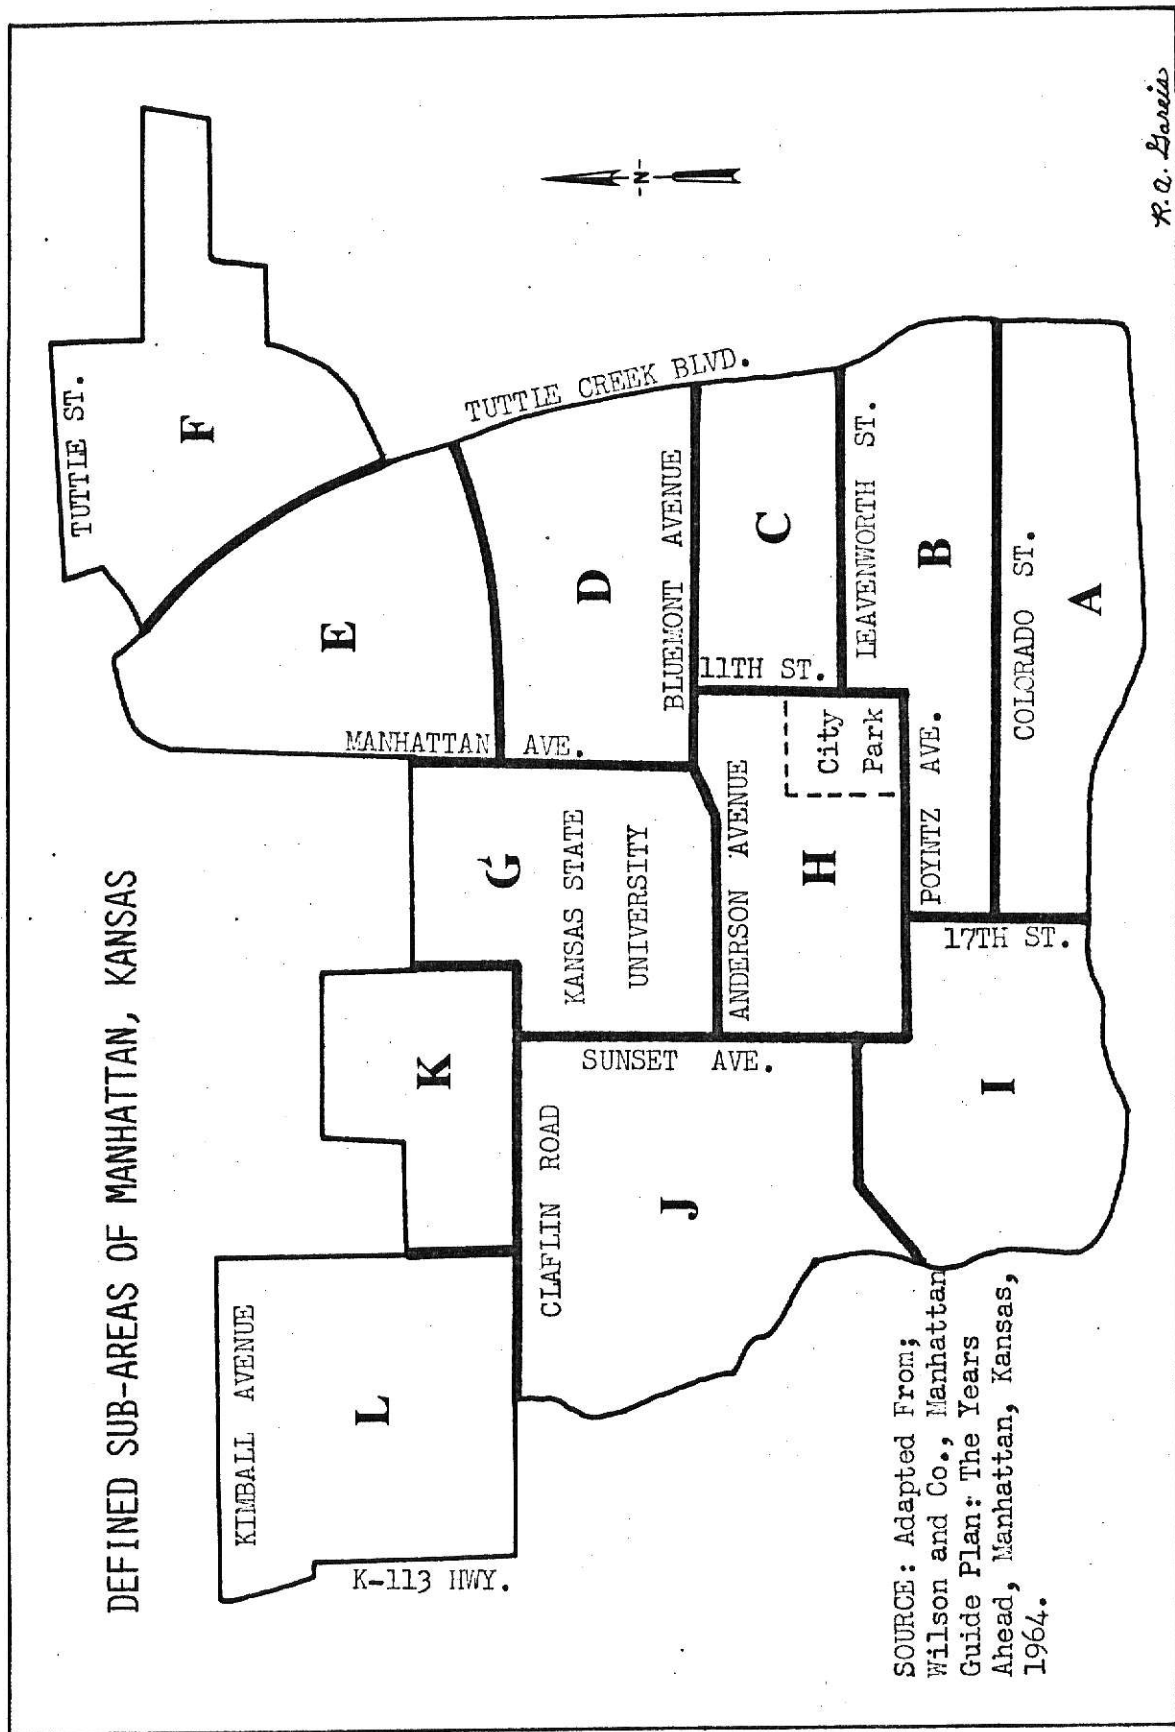 DEFINED SUB-AREAS OF MANHATTAN, KANSAS
TUTTLE ST.
F
KIMBALL AVENUE
L
K-113 HWY.
K
E
MANHATTAN AVE.
TUTTLE CREEK BLVD.
-N-
G
KANSAS STATE
UNIVERSITY
D
BLUEMONT AVENUE
CLAFLIN ROAD
SUNSET AVE.
J
ANDERSON AVENUE
11TH ST.
C
H
City
Park
LEAVENWORTH ST.
POYNTZ AVE.
B
17TH ST.
I
COLORADO ST.
A
SOURCE: Adapted From;
Wilson and Co., Manhattan
Guide Plan: The Years
Ahead, Manhattan, Kansas,
1964.
R.A. Gareis